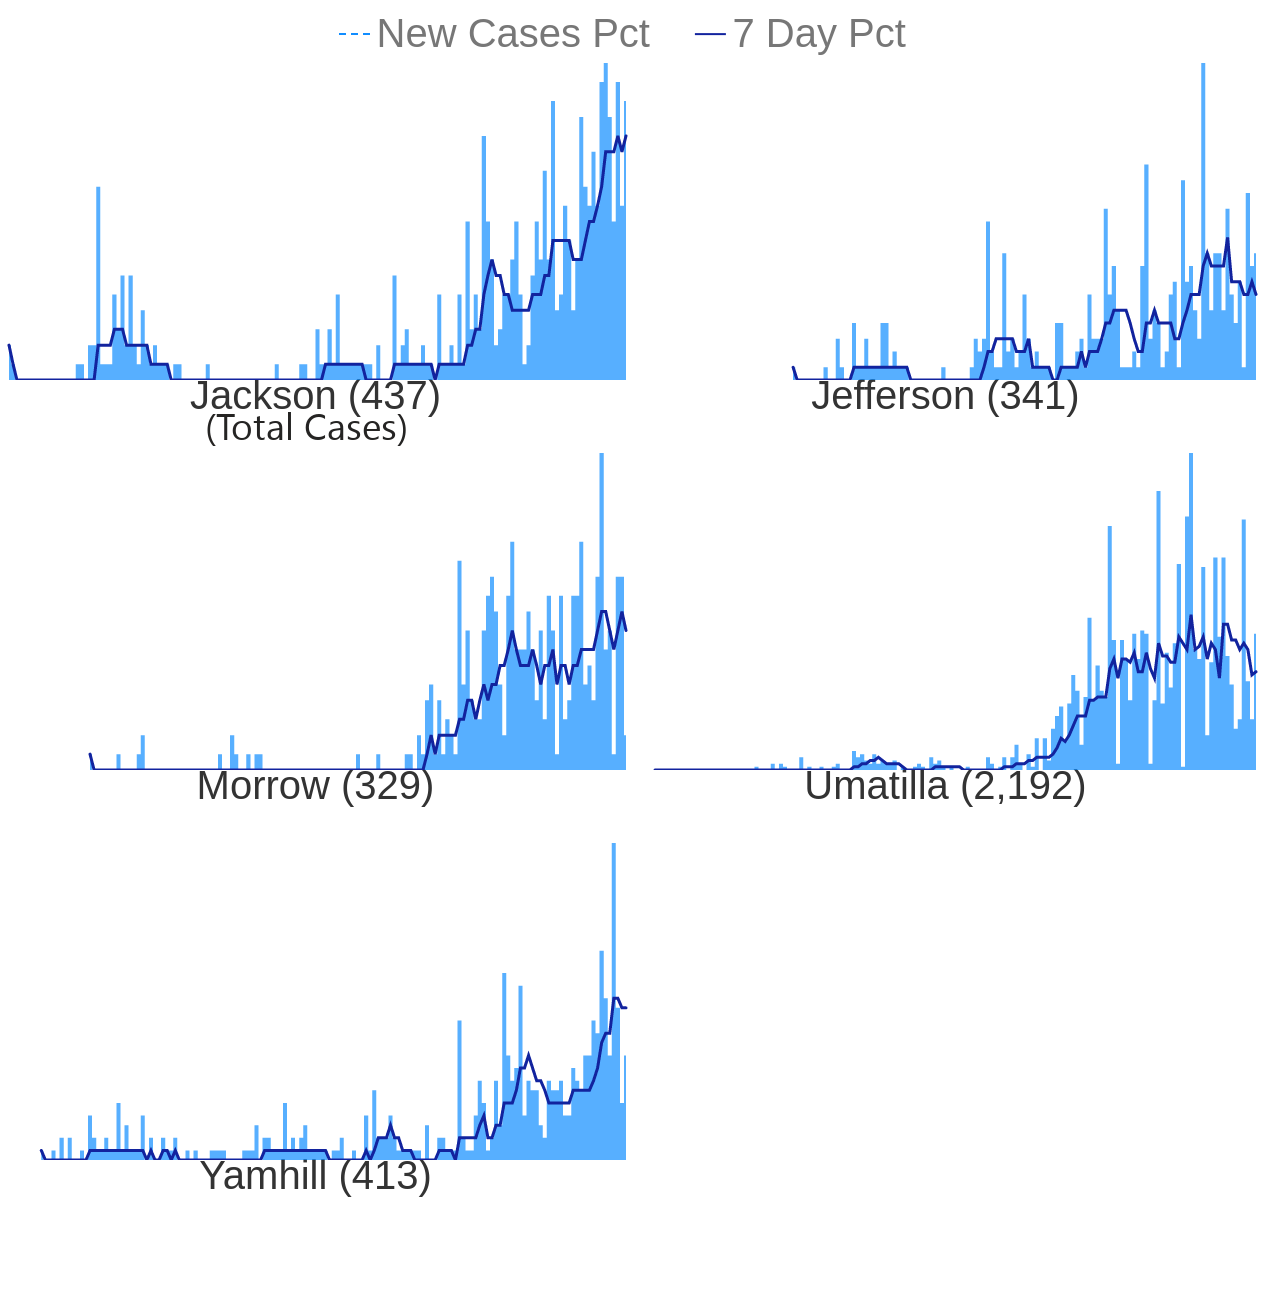 New Cases Pct 7 Day Pct
Jackson (437)
(Total Cases)
Jefferson (341)
Morrow (329)
Umatilla (2,192)
Yamhill (413)